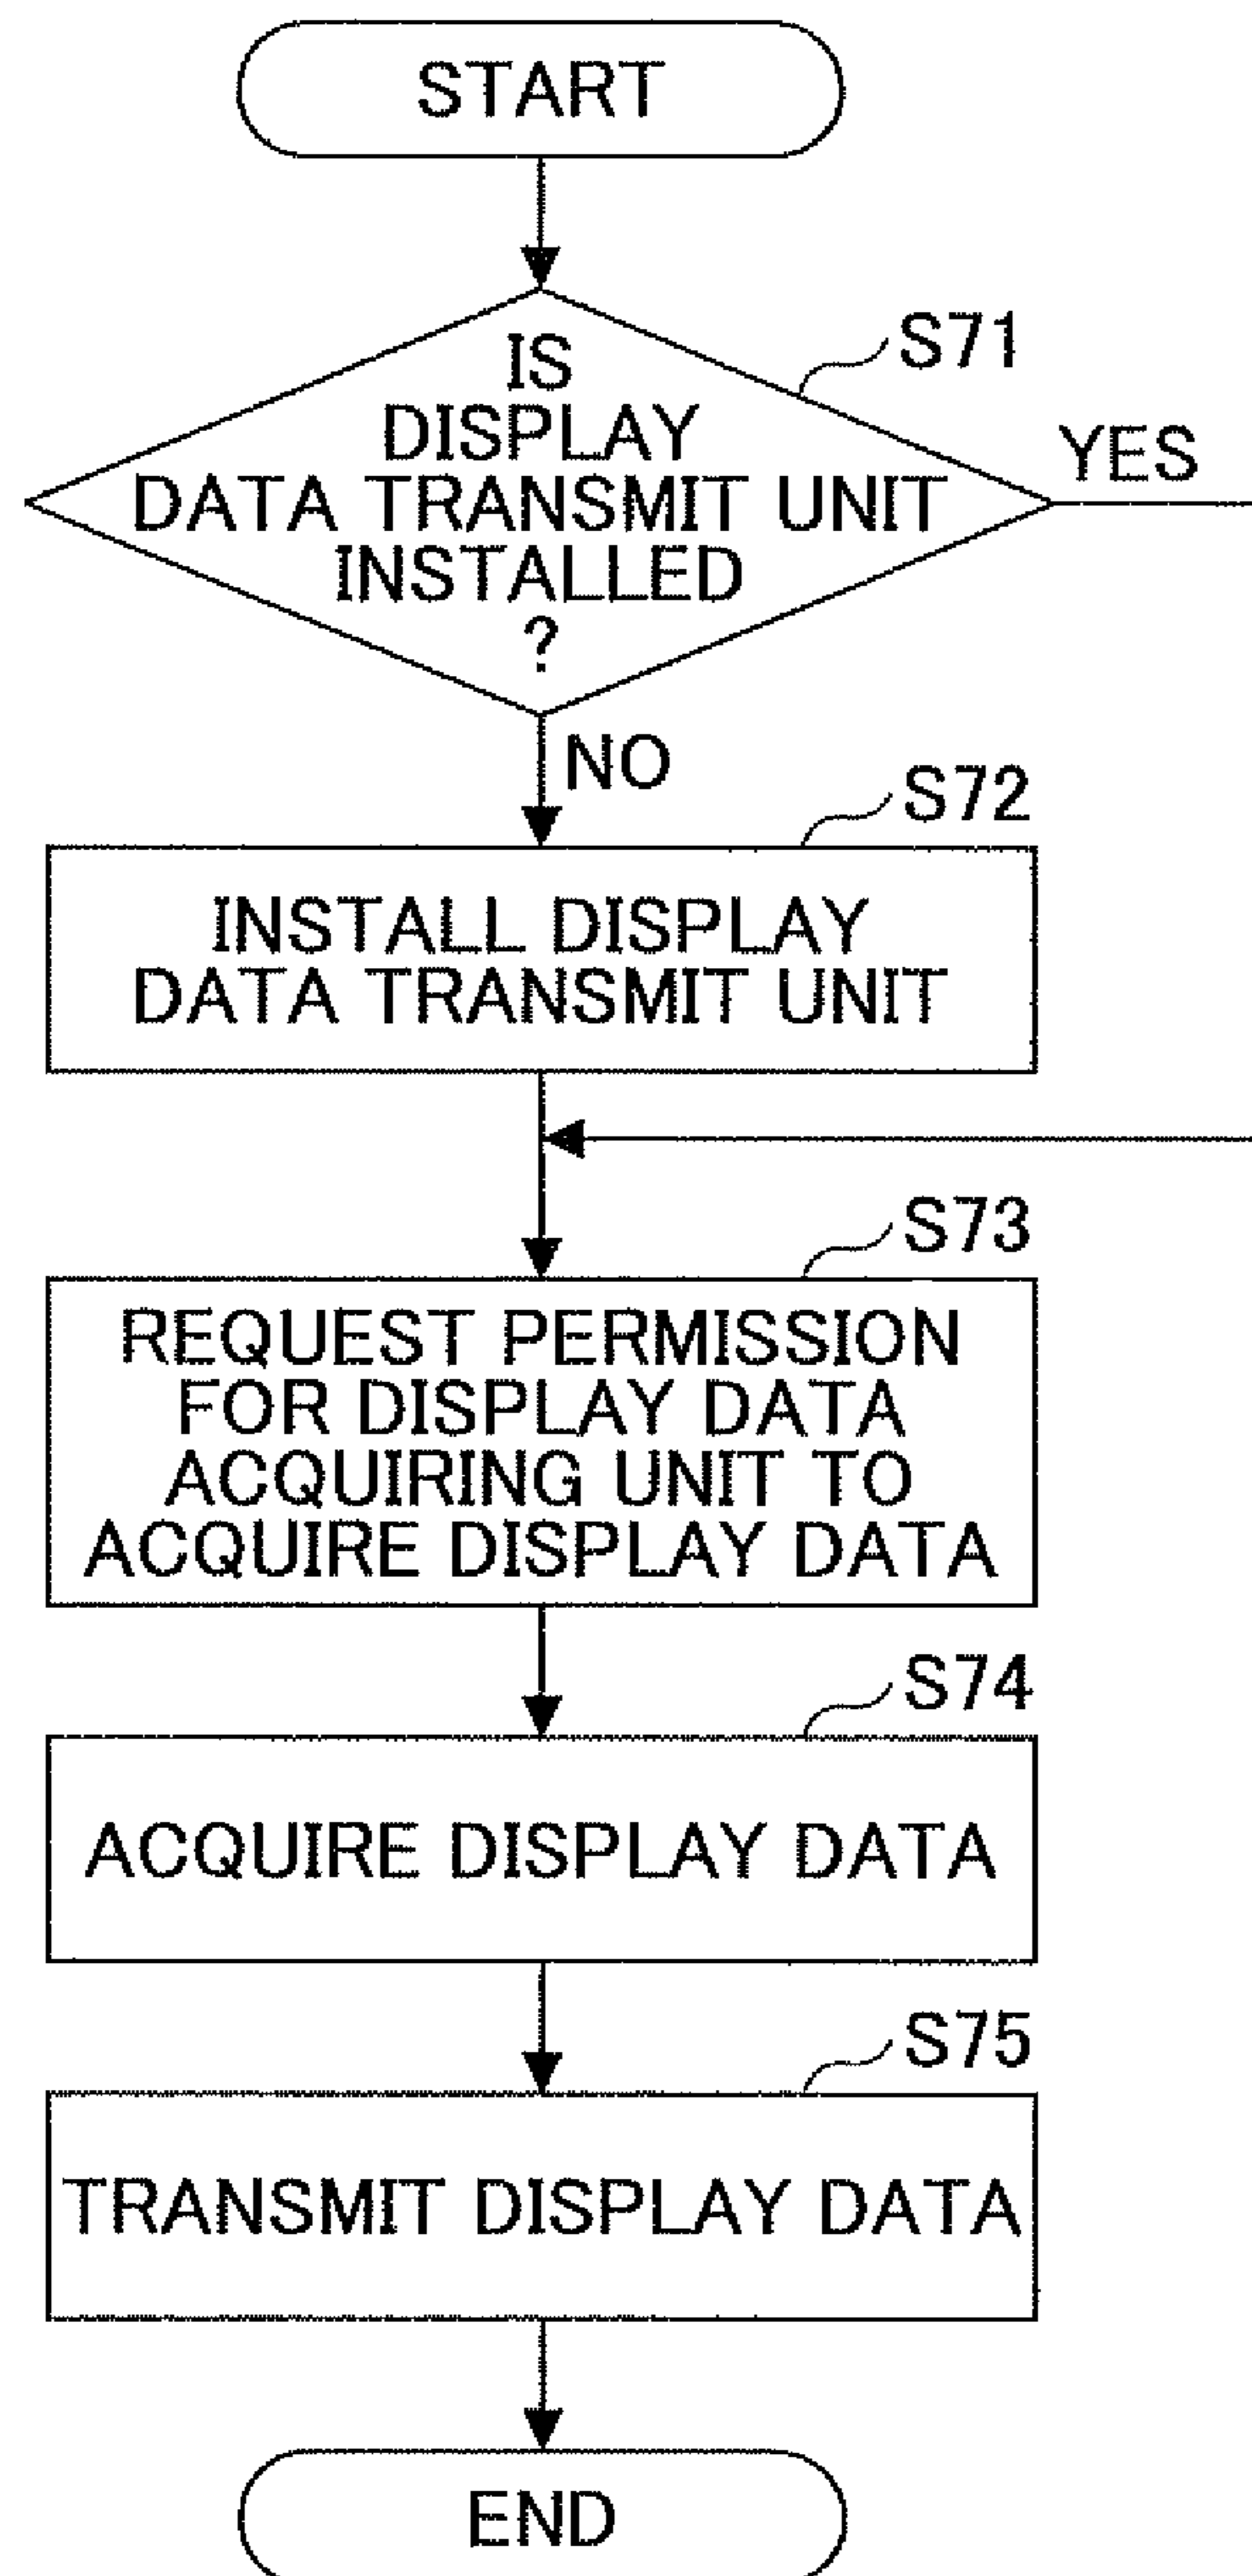 START
S71
IS
DISPLAY
DATA TRANSMIT UNIT
INSTALLED
?
YES
NO
S72
INSTALL DISPLAY
DATA TRANSMIT UNIT
S73
REQUEST PERMISSION
FOR DISPLAY DATA
ACQUIRING UNIT TO
ACQUIRE DISPLAY DATA
S74
ACQUIRE DISPLAY DATA
S75
TRANSMIT DISPLAY DATA
END